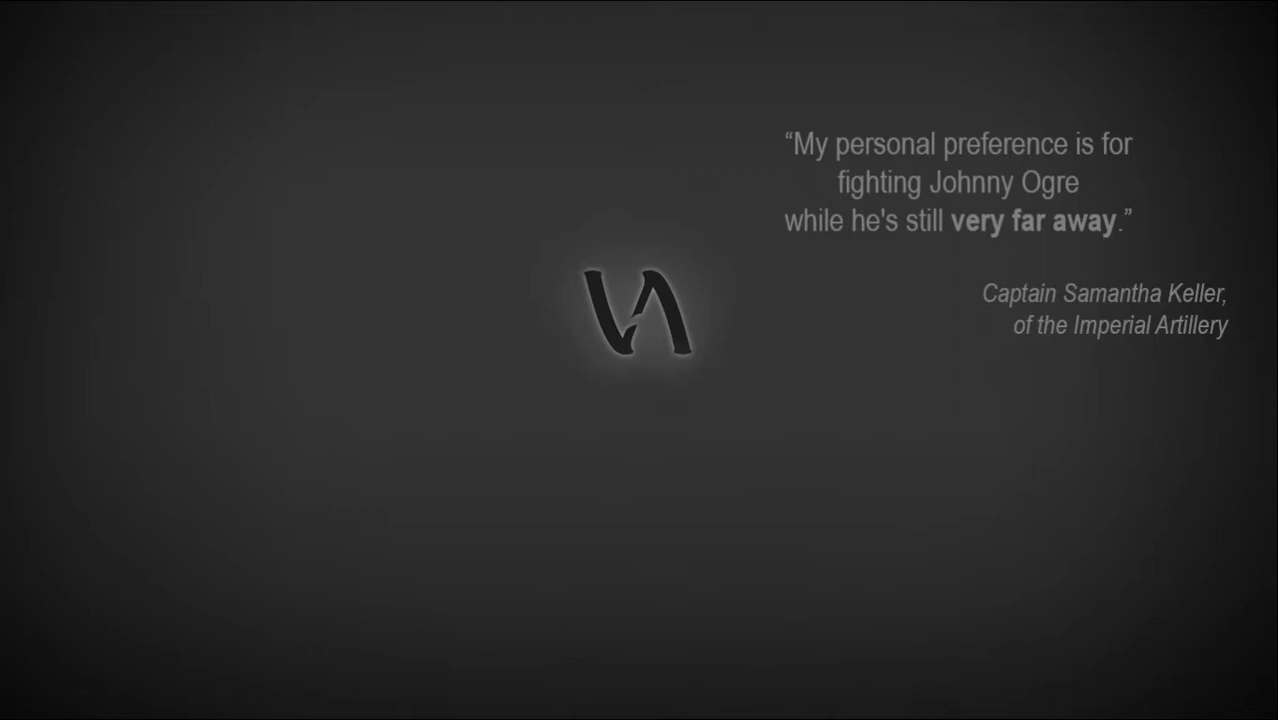 “My personal preference is for
fighting Johnny Ogre
while he's still very far away.”
Captain Samantha Keller,
of the Imperial Artillery